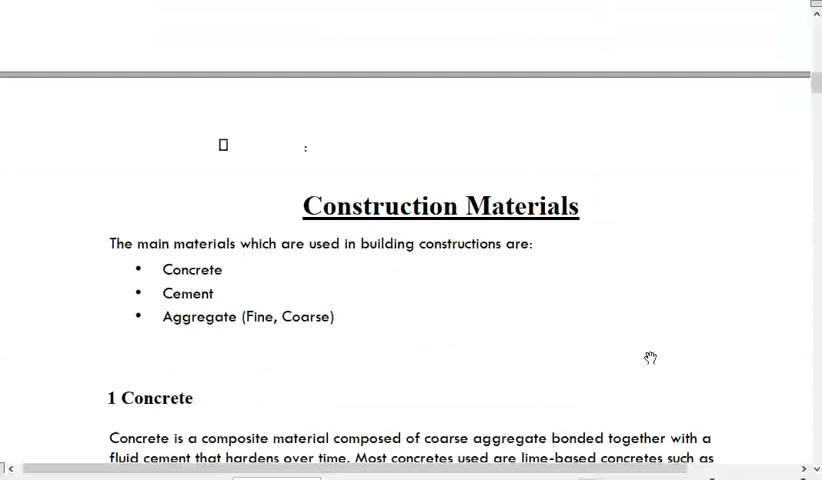 :
Construction Materials
The main materials which are used in building constructions are:
• Concrete
• Cement
• Aggregate (Fine, Coarse)
1 Concrete
Concrete is a composite material composed of coarse aggregate bonded together with a
fluid cement that hardens over time. Most concretes used are lime-based concretes such as